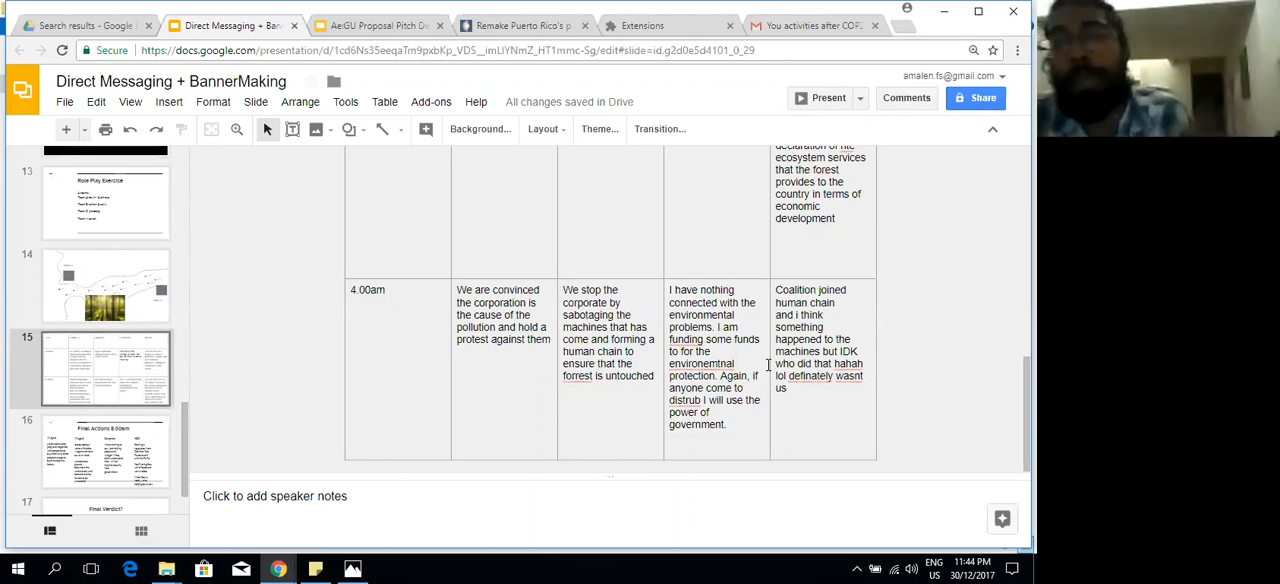 Search results - Google
Direct Messaging + Ban
Ae:GU Proposal Pitch De
Remake Puerto Rico's p
Extensions
You activities after COP2
Secure
https://docs.google.com/presentation/d/1cd6Ns35eeqaTm9pxbKp_VDS__imLlYNmZ_HT1mmc-Sg/edit#slide=id.g2d0e5d4101_0_29
Direct Messaging + BannerMaking
amalen.fs@gmail.com
File Edit View Insert Format Slide Arrange Tools Table Add-ons Help All changes saved in Drive
Present
Comments
Share
Background...
Layout
Theme...
Transition...
13
Role Play Exercise
14
15
16
Final Actions 8.00am
17
Final Verdict?
declaration of hte
ecosystem services
that the forest
provides to the
country in terms of
economic
development
4.00am
We are convinced
the corporation is
the cause of the
pollution and hold a
protest against them
We stop the
corporate by
sabotaging the
machines that has
come and forming a
human chain to
ensure that the
forrest is untouched
I have nothing
connected with the
environmental
problems. I am
funding some funds
to for the
envionemtnal
protection. Again, if
anyone come to
distrub I will use the
power of
government.
Coalition joined
human chain
and i think
something
happened to the
machines but IDK
who did that hahah
lol definately wasnt
us
Click to add speaker notes
ENG
US
11:44 PM
30/12/2017